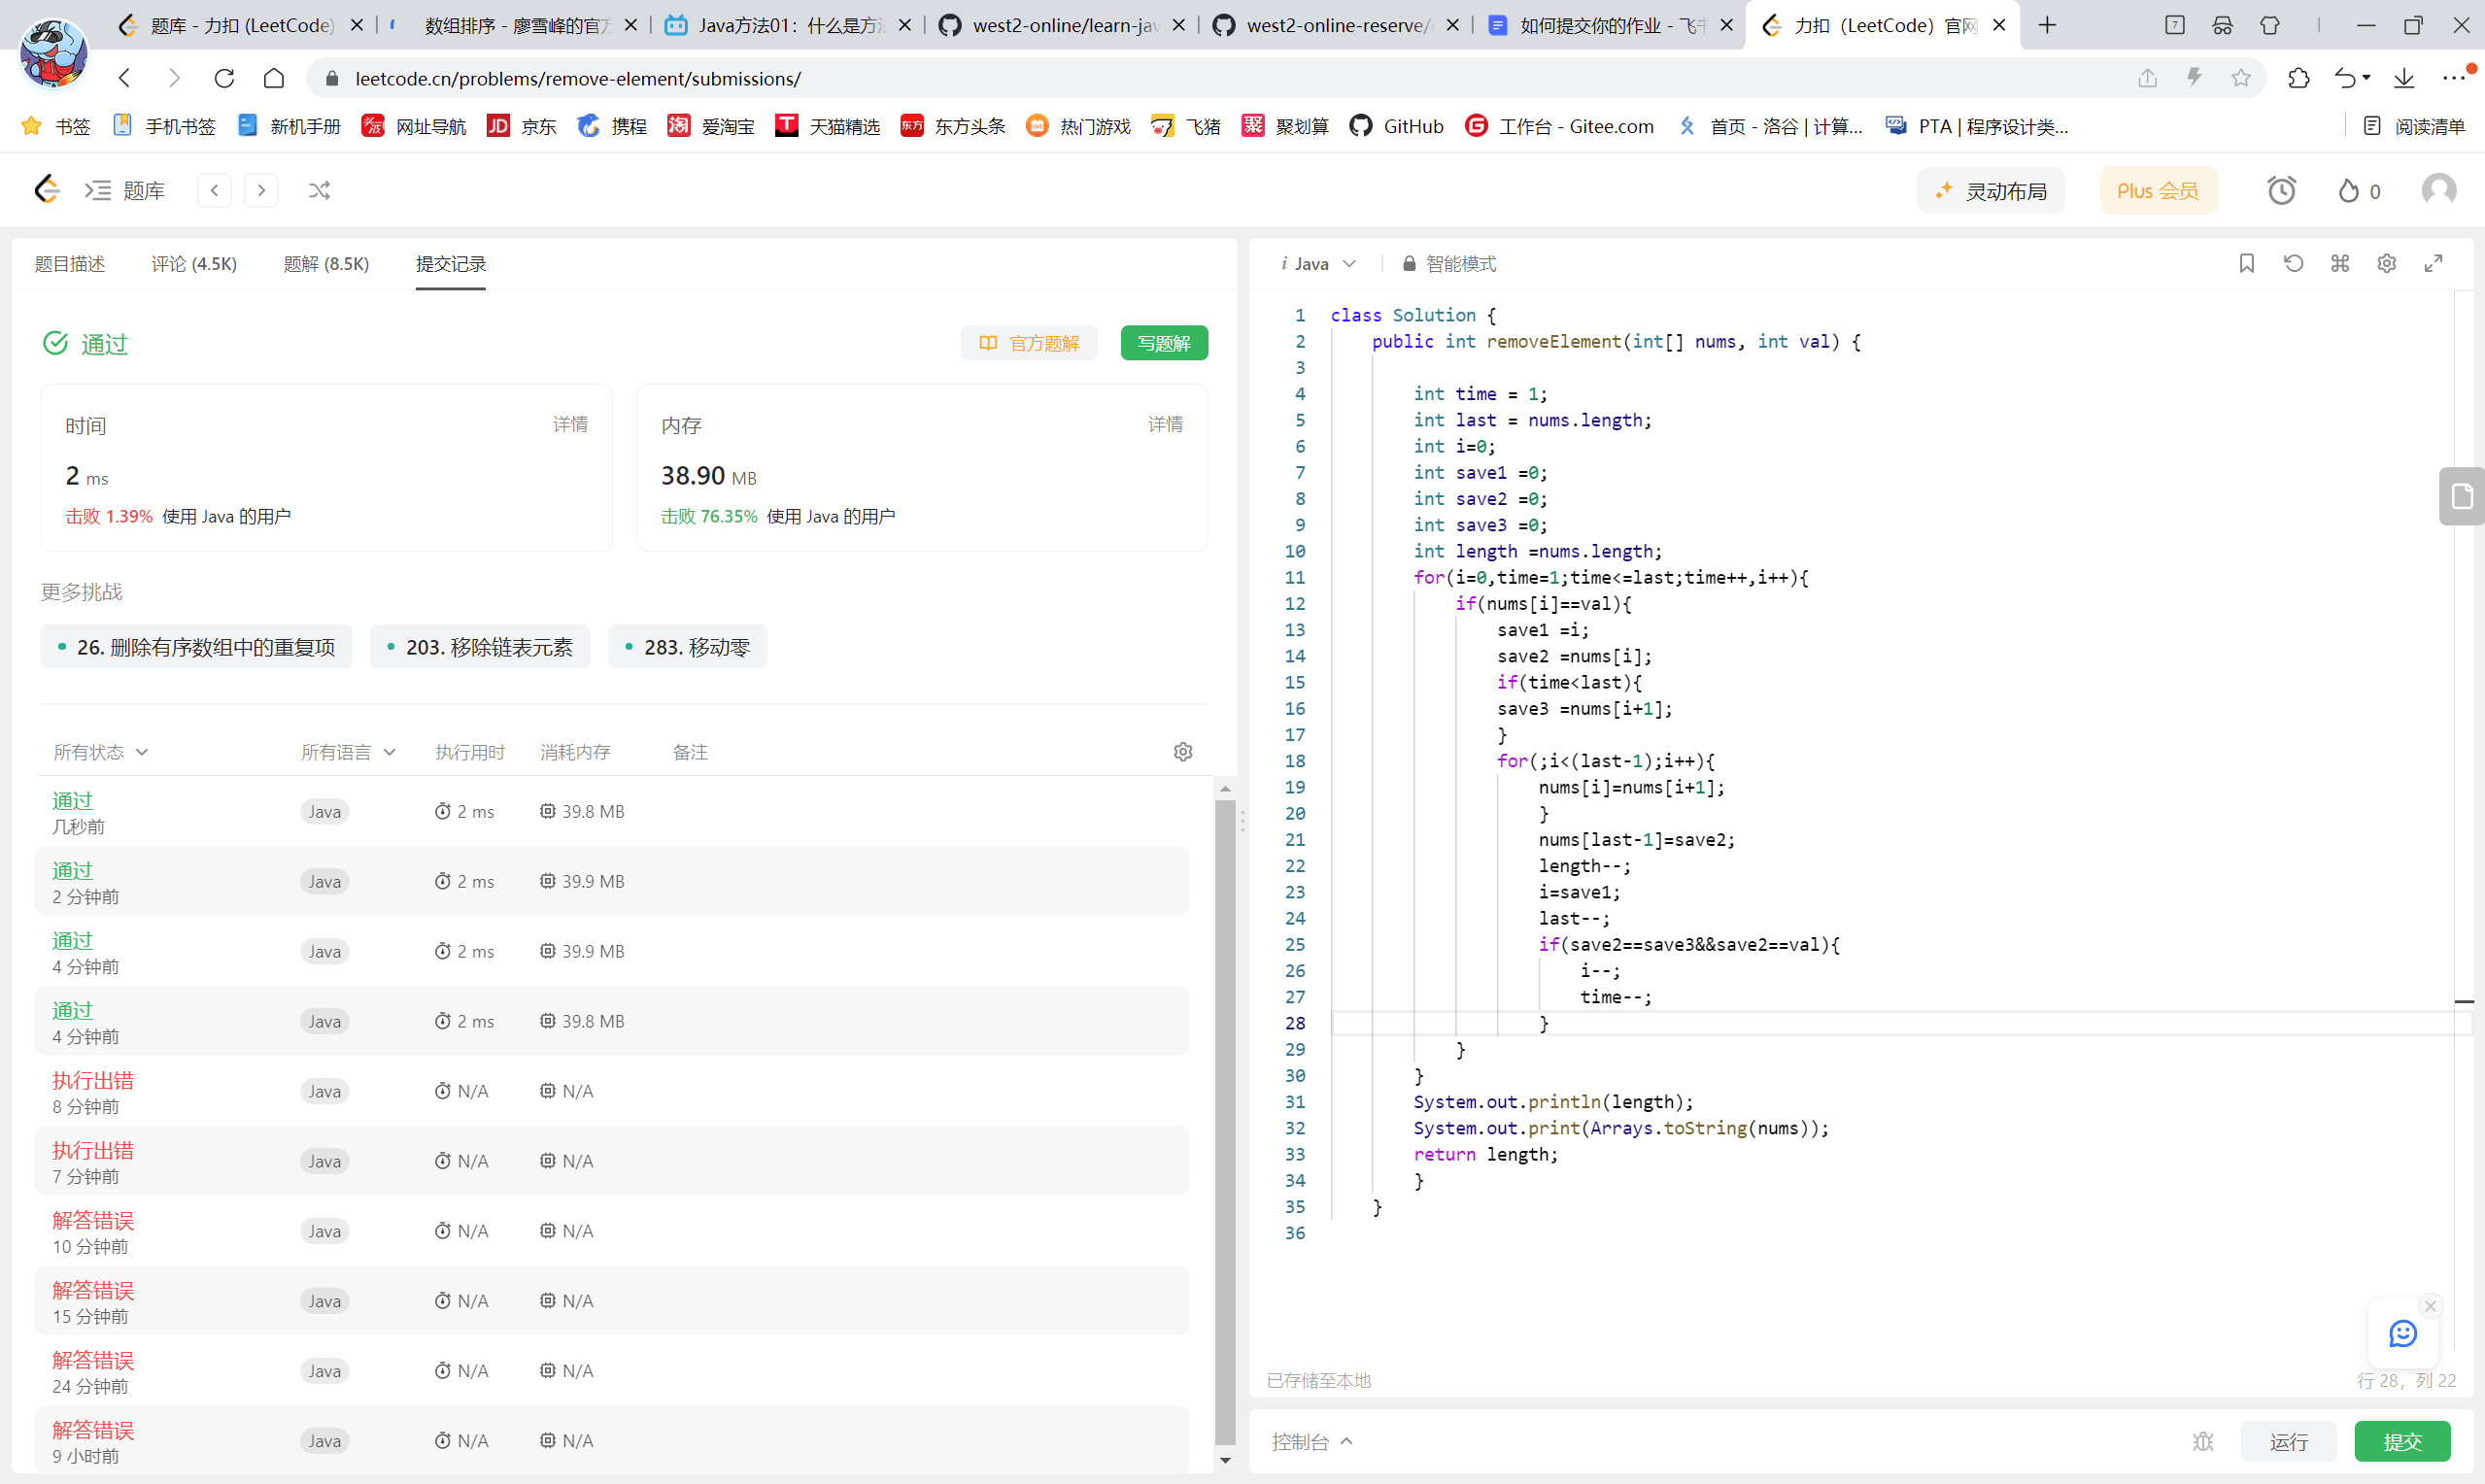 题库 - 力扣 (LeetCode)
数组排序 - 廖雪峰的官方
Java方法01：什么是方法
west2-online/learn-jav
west2-online-reserve/
如何提交你的作业 - 飞书
力扣（LeetCode）官网
7
leetcode.cn/problems/remove-element/submissions/
书签
手机书签
新机手册
网址导航
JD 京东
携程
淘 爱淘宝
T 天猫精选
东方 东方头条
热门游戏
飞猪
聚 聚划算
GitHub
G 工作台 - Gitee.com
首页 - 洛谷 | 计算...
PTA | 程序设计类...
阅读清单
题库
灵动布局
Plus 会员
0
题目描述
评论 (4.5K)
题解 (8.5K)
提交记录
通过
官方题解
写题解
时间
详情
2 ms
击败 1.39% 使用 Java 的用户
内存
详情
38.90 MB
击败 76.35% 使用 Java 的用户
更多挑战
26. 删除有序数组中的重复项
203. 移除链表元素
283. 移动零
所有状态 所有语言 执行用时 消耗内存 备注
通过 Java 2 ms 39.8 MB
几秒前
通过 Java 2 ms 39.9 MB
2 分钟前
通过 Java 2 ms 39.9 MB
4 分钟前
通过 Java 2 ms 39.8 MB
4 分钟前
执行出错 Java N/A N/A
8 分钟前
执行出错 Java N/A N/A
7 分钟前
解答错误 Java N/A N/A
10 分钟前
解答错误 Java N/A N/A
15 分钟前
解答错误 Java N/A N/A
24 分钟前
解答错误 Java N/A N/A
9 小时前
i Java
智能模式
1 class Solution {
2 public int removeElement(int[] nums, int val) {
3
4 int time = 1;
5 int last = nums.length;
6 int i=0;
7 int save1 =0;
8 int save2 =0;
9 int save3 =0;
10 int length =nums.length;
11 for(i=0,time=1;time<=last;time++,i++){
12 if(nums[i]==val){
13 save1 =i;
14 save2 =nums[i];
15 if(time<last){
16 save3 =nums[i+1];
17 }
18 for(;i<(last-1);i++){
19 nums[i]=nums[i+1];
20 }
21 nums[last-1]=save2;
22 length--;
23 i=save1;
24 last--;
25 if(save2==save3&&save2==val){
26 i--;
27 time--;
28 }
29 }
30 }
31 System.out.println(length);
32 System.out.print(Arrays.toString(nums));
33 return length;
34 }
35 }
36
已存储至本地
行 28，列 22
控制台
运行
提交